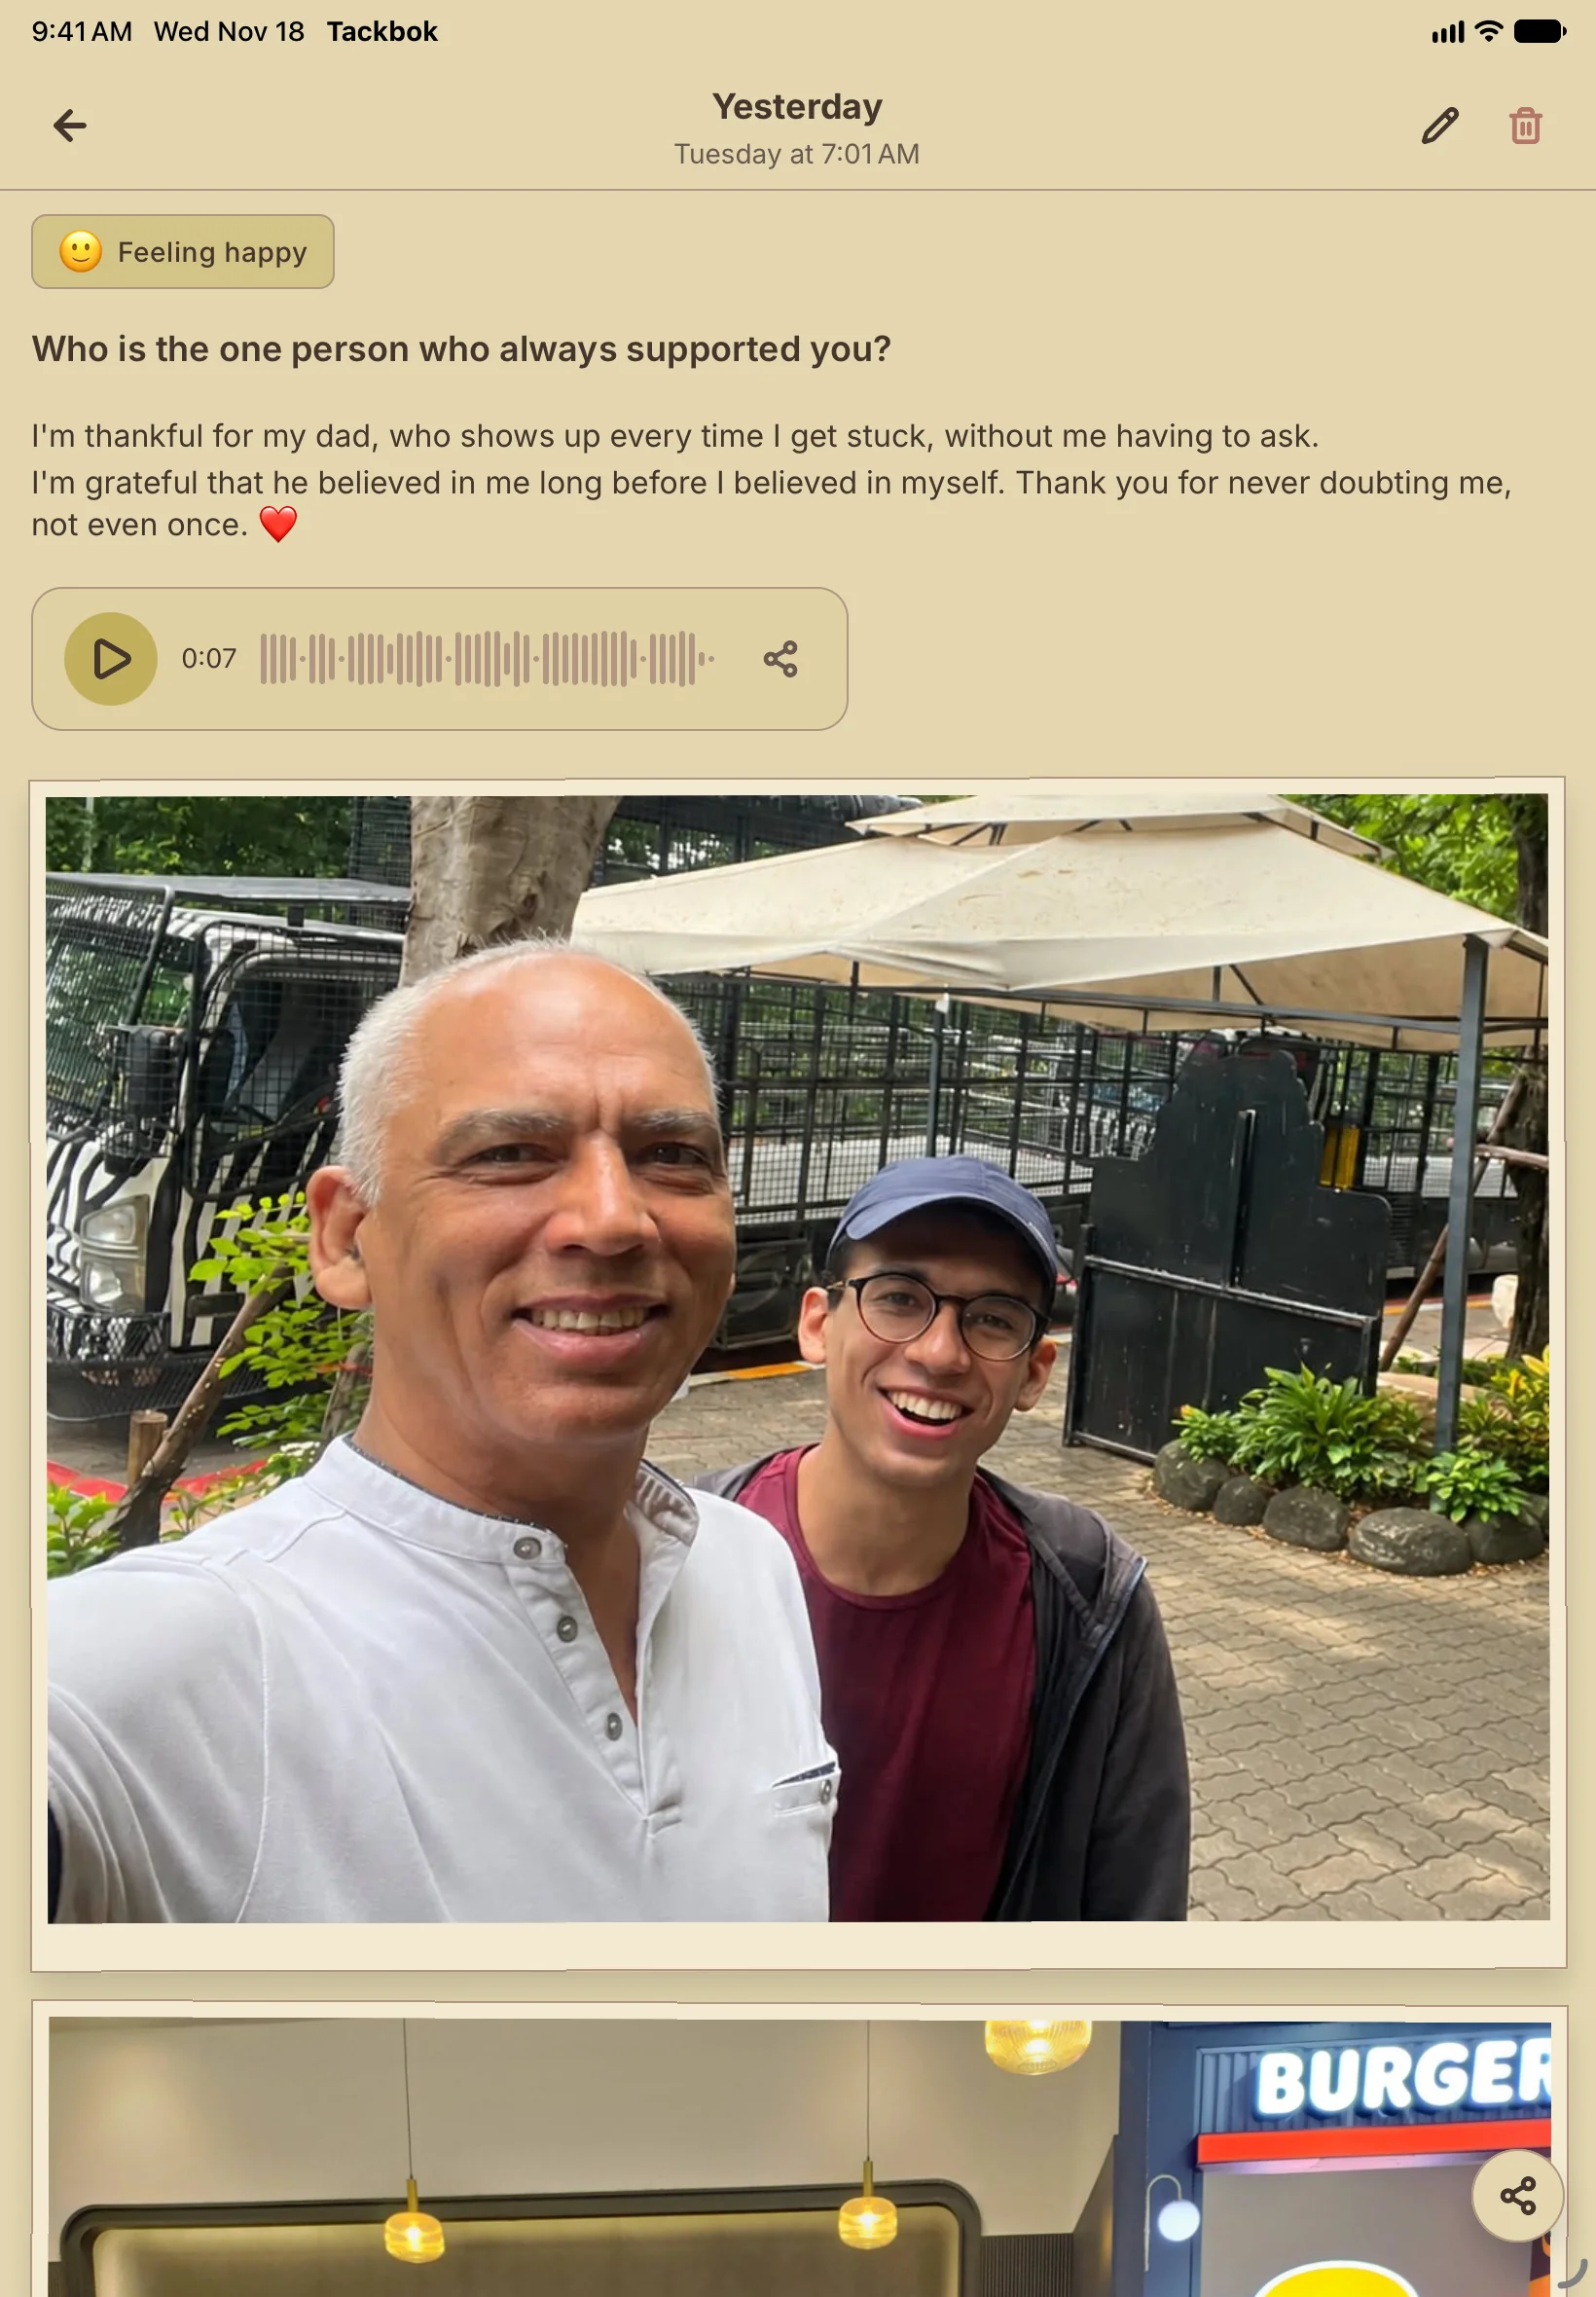 9:41 AM Wed Nov 18 Tackbok
Yesterday
Tuesday at 7:01 AM
🙂 Feeling happy
Who is the one person who always supported you?
I'm thankful for my dad, who shows up every time I get stuck, without me having to ask.
I'm grateful that he believed in me long before I believed in myself. Thank you for never doubting me,
not even once. ❤️
0:07
BURGER